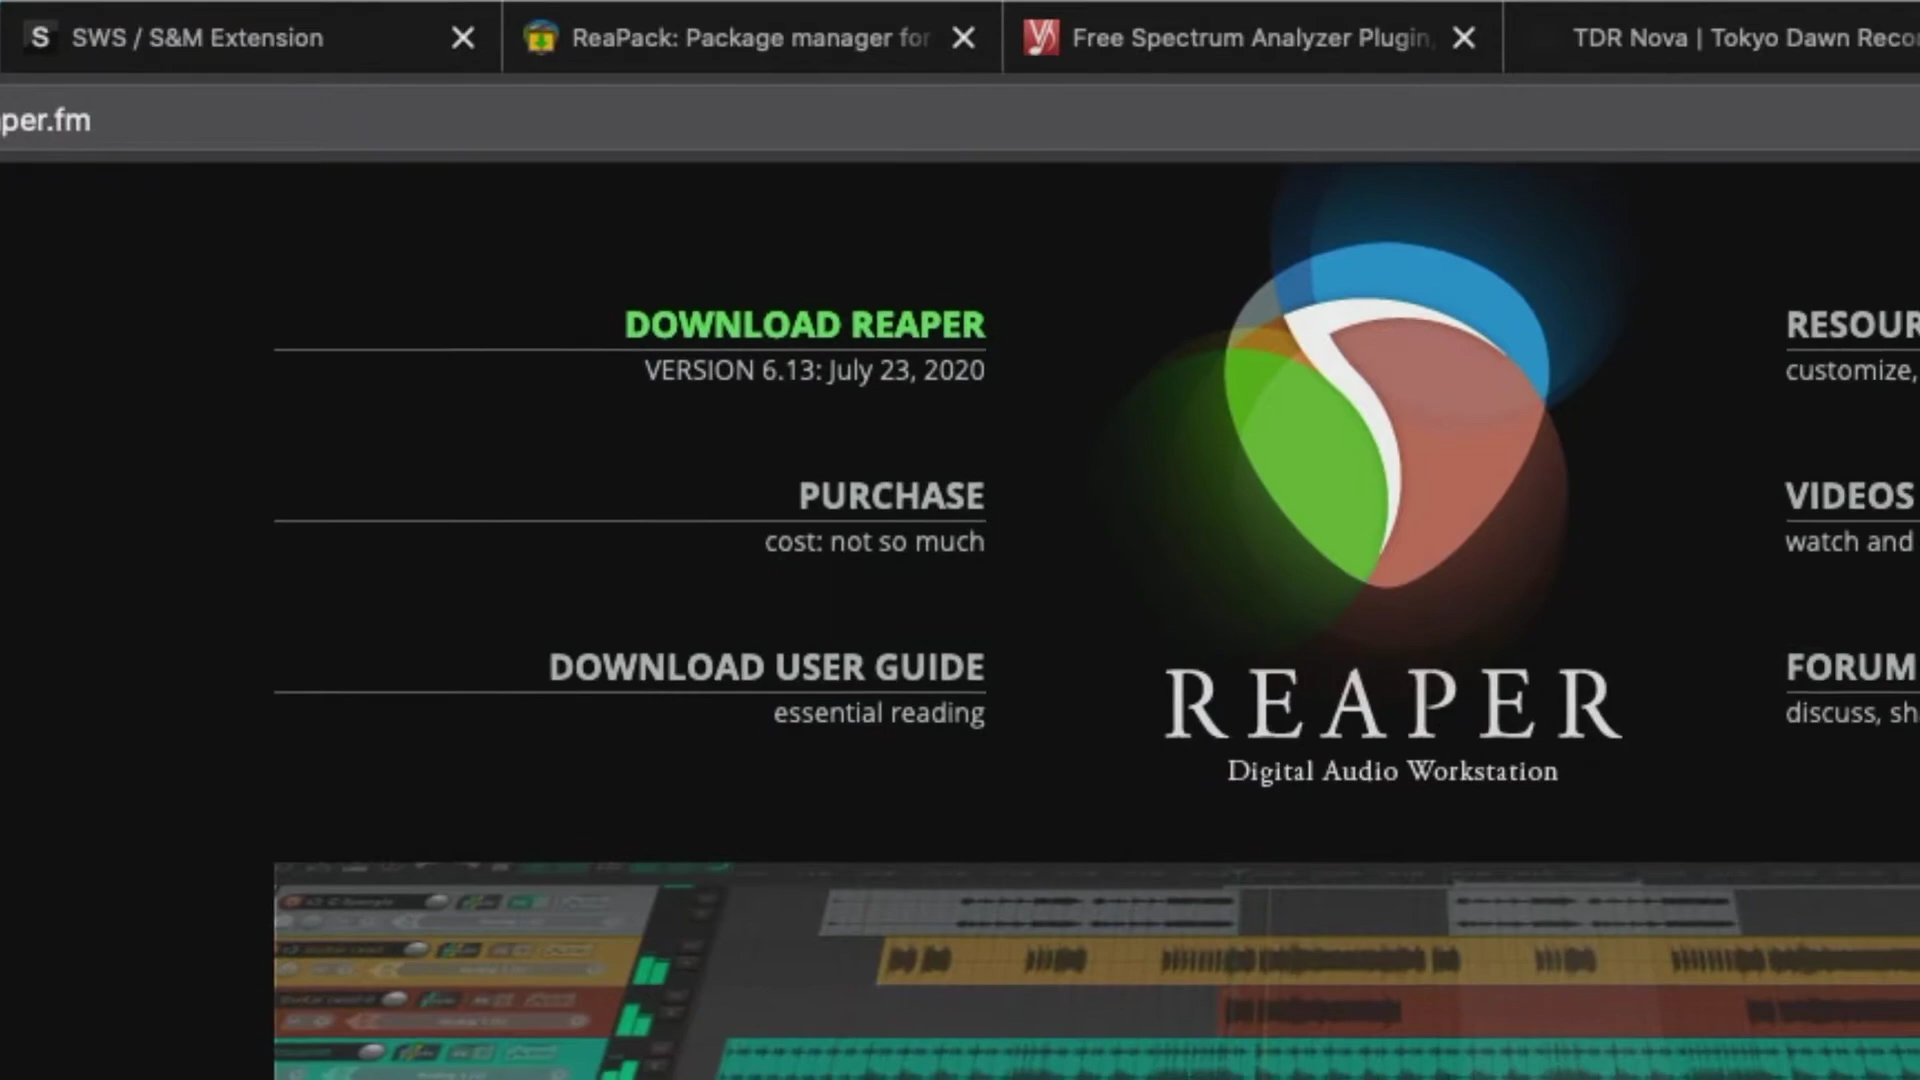 SWS / S&M Extension
ReaPack: Package manager for
Free Spectrum Analyzer Plugin,
TDR Nova | Tokyo Dawn Reco
per.fm
DOWNLOAD REAPER
VERSION 6.13: July 23, 2020
PURCHASE
cost: not so much
DOWNLOAD USER GUIDE
essential reading
REAPER
Digital Audio Workstation
RESOUR
customize,
VIDEOS
watch and
FORUM
discuss, sh